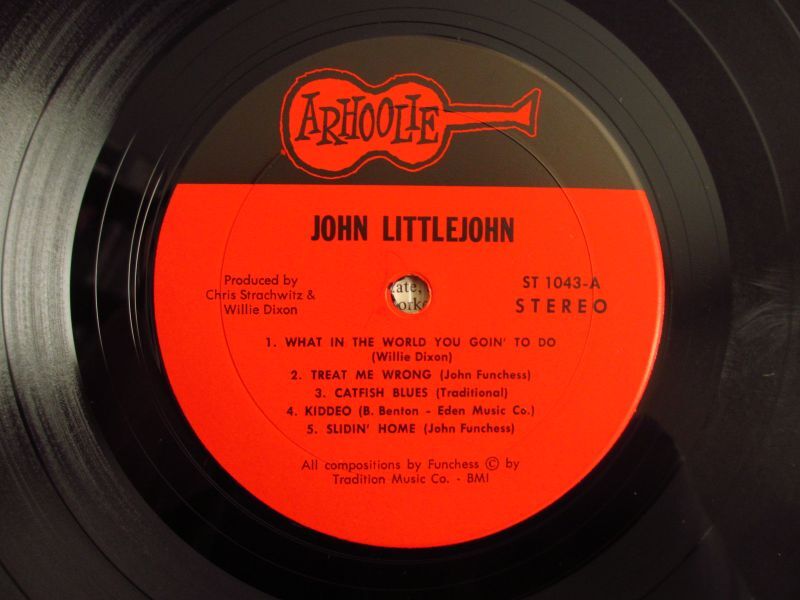 ARHOOLIE
JOHN LITTLEJOHN
Produced by
Chris Strachwitz &
Willie Dixon
ate,
ork
ST 1043-A
STEREO
1. WHAT IN THE WORLD YOU GOIN' TO DO
(Willie Dixon)
2. TREAT ME WRONG (John Funchess)
3. CATFISH BLUES (Traditional)
4. KIDDEO (B. Benton - Eden Music Co.)
5. SLIDIN' HOME (John Funchess)
All compositions by Funchess © by
Tradition Music Co. - BMI